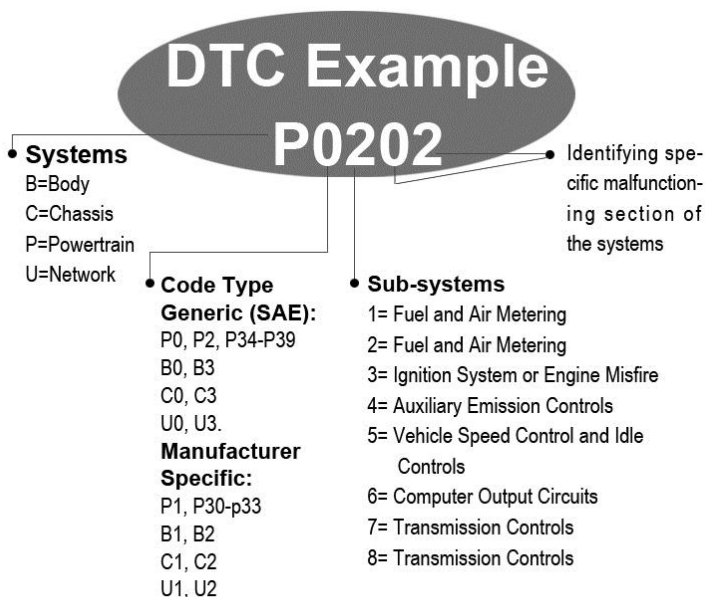 DTC Example
P0202
Systems
B=Body
C=Chassis
P=Powertrain
U=Network
Identifying spe-
cific malfunction-
ing section of
the systems
Code Type
Generic (SAE):
P0, P2, P34-P39
B0, B3
C0, C3
U0, U3.
Manufacturer
Specific:
P1, P30-p33
B1, B2
C1, C2
U1, U2
Sub-systems
1= Fuel and Air Metering
2= Fuel and Air Metering
3= Ignition System or Engine Misfire
4= Auxiliary Emission Controls
5= Vehicle Speed Control and Idle
Controls
6= Computer Output Circuits
7= Transmission Controls
8= Transmission Controls